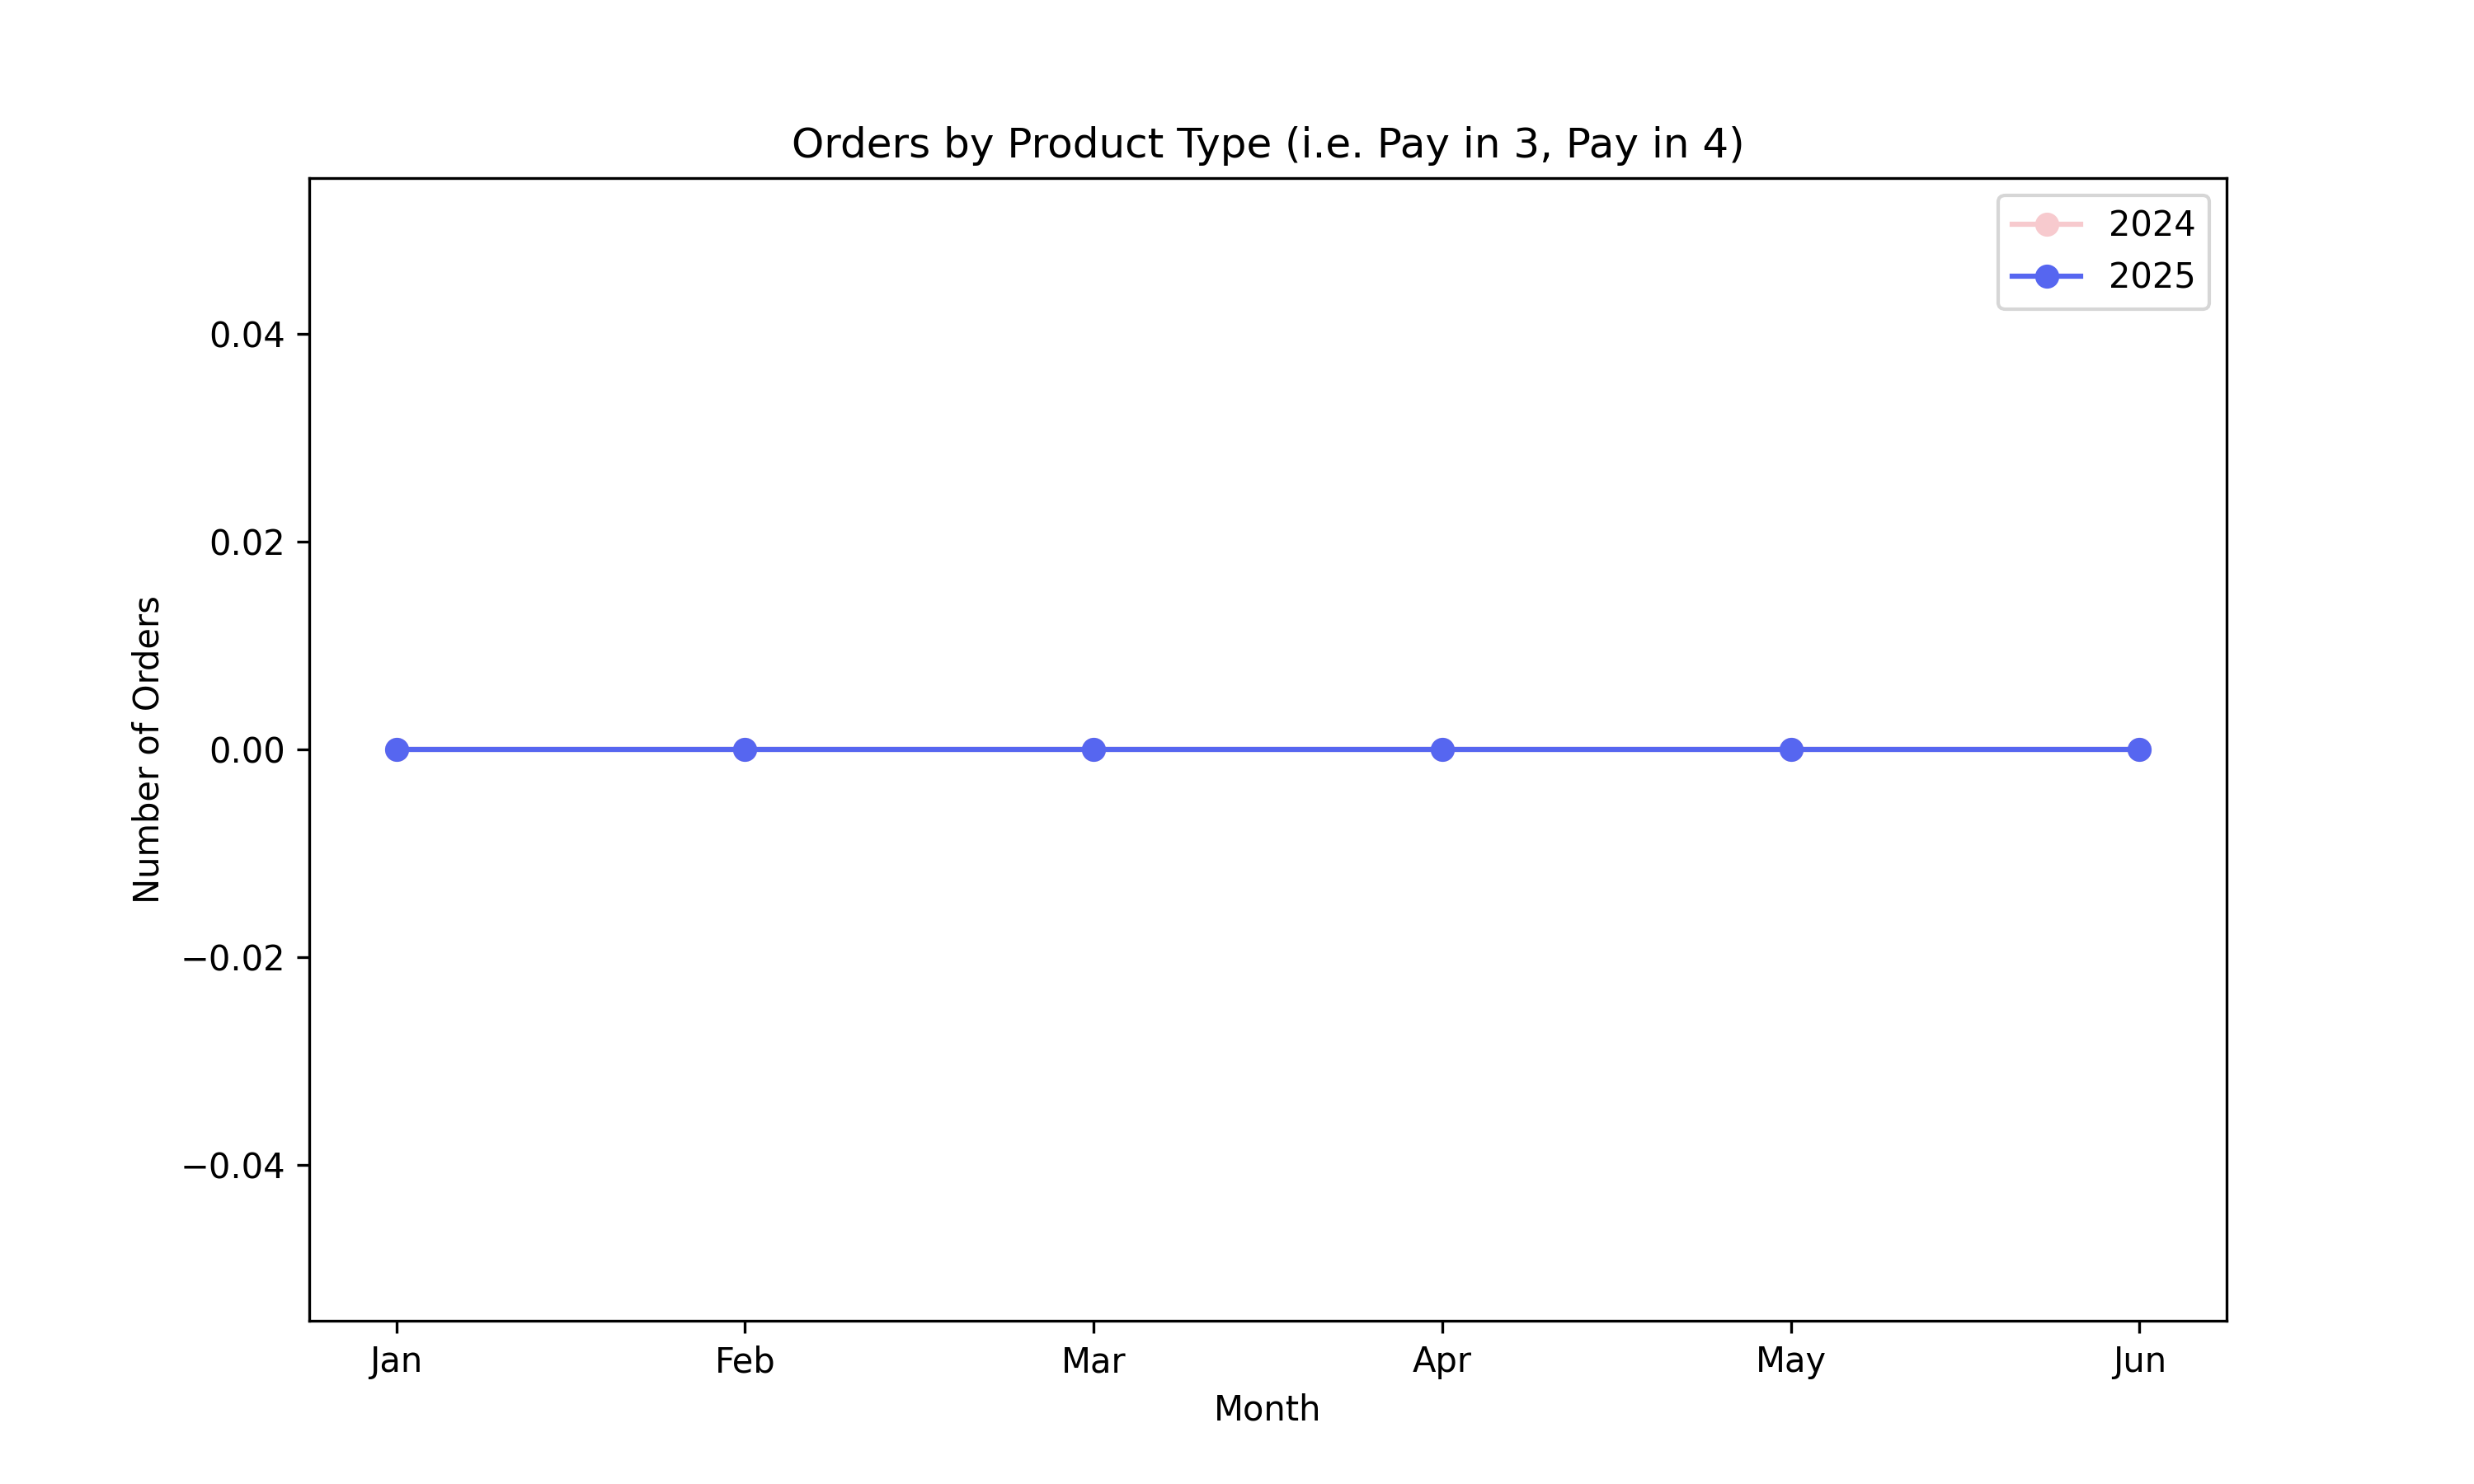 Orders by Product Type (i.e. Pay in 3, Pay in 4)
2024
2025
0.04
0.02
0.00
−0.02
−0.04
Number of Orders
Jan Feb Mar Apr May Jun
Month